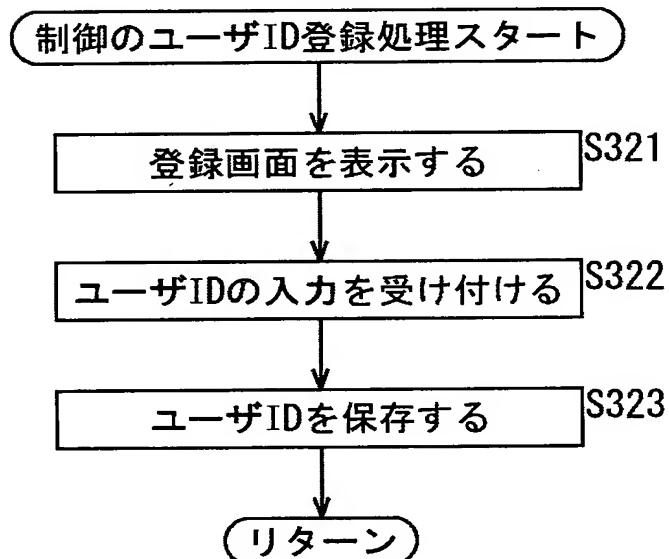 制御のユーザID登録処理スタート
登録画面を表示する S321
ユーザIDの入力を受け付ける S322
ユーザIDを保存する S323
リターン